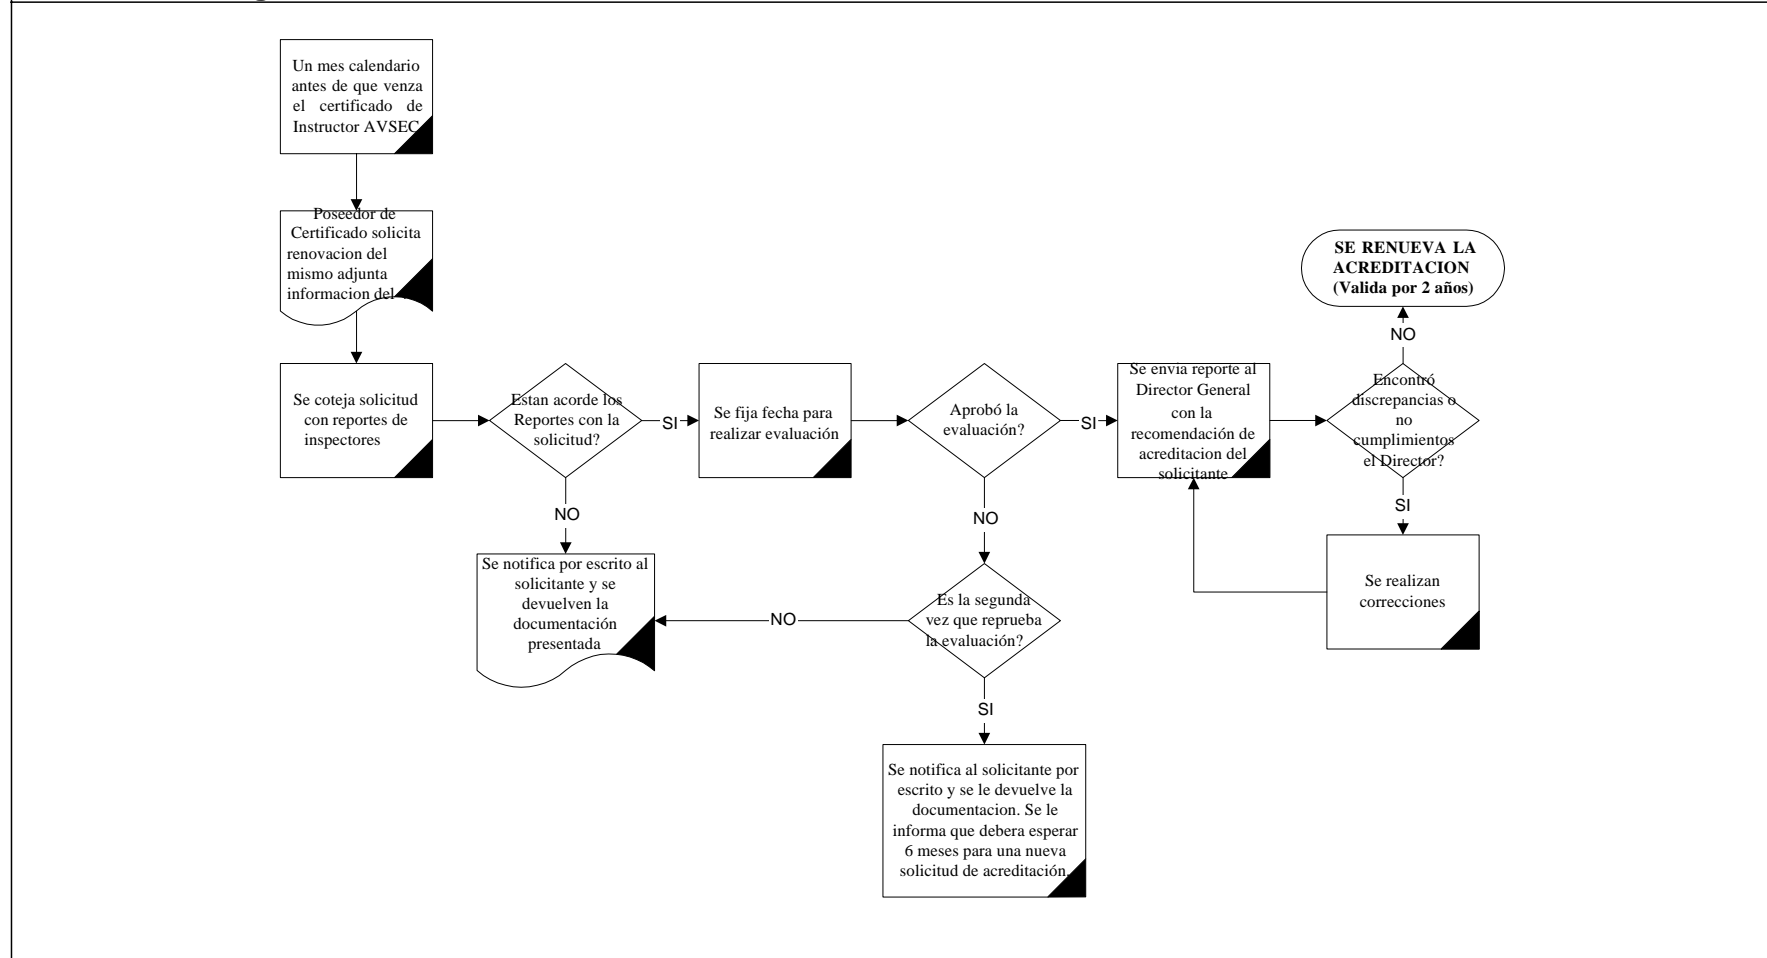 Un mes calendario
antes de que venza
el certificado de
Instructor AVSEC
Poseedor de
Certificado solicita
renovacion del
mismo adjunta
informacion del
Se coteja solicitud
con reportes de
inspectores
Estan acorde los
Reportes con la
solicitud?
SI
NO
Se fija fecha para
realizar evaluación
Aprobó la
evaluación?
SI
NO
Se envia reporte al
Director General
con la
recomendación de
acreditacion del
solicitante
Encontró
discrepancias o
no
cumplimientos
el Director?
NO
SE RENUEVA LA
ACREDITACION
(Valida por 2 años)
SI
Se realizan
correcciones
Se notifica por escrito al
solicitante y se
devuelven la
documentación
presentada
NO
Es la segunda
vez que reprueba
la evaluación?
SI
Se notifica al solicitante por
escrito y se le devuelve la
documentacion. Se le
informa que debera esperar
6 meses para una nueva
solicitud de acreditación.